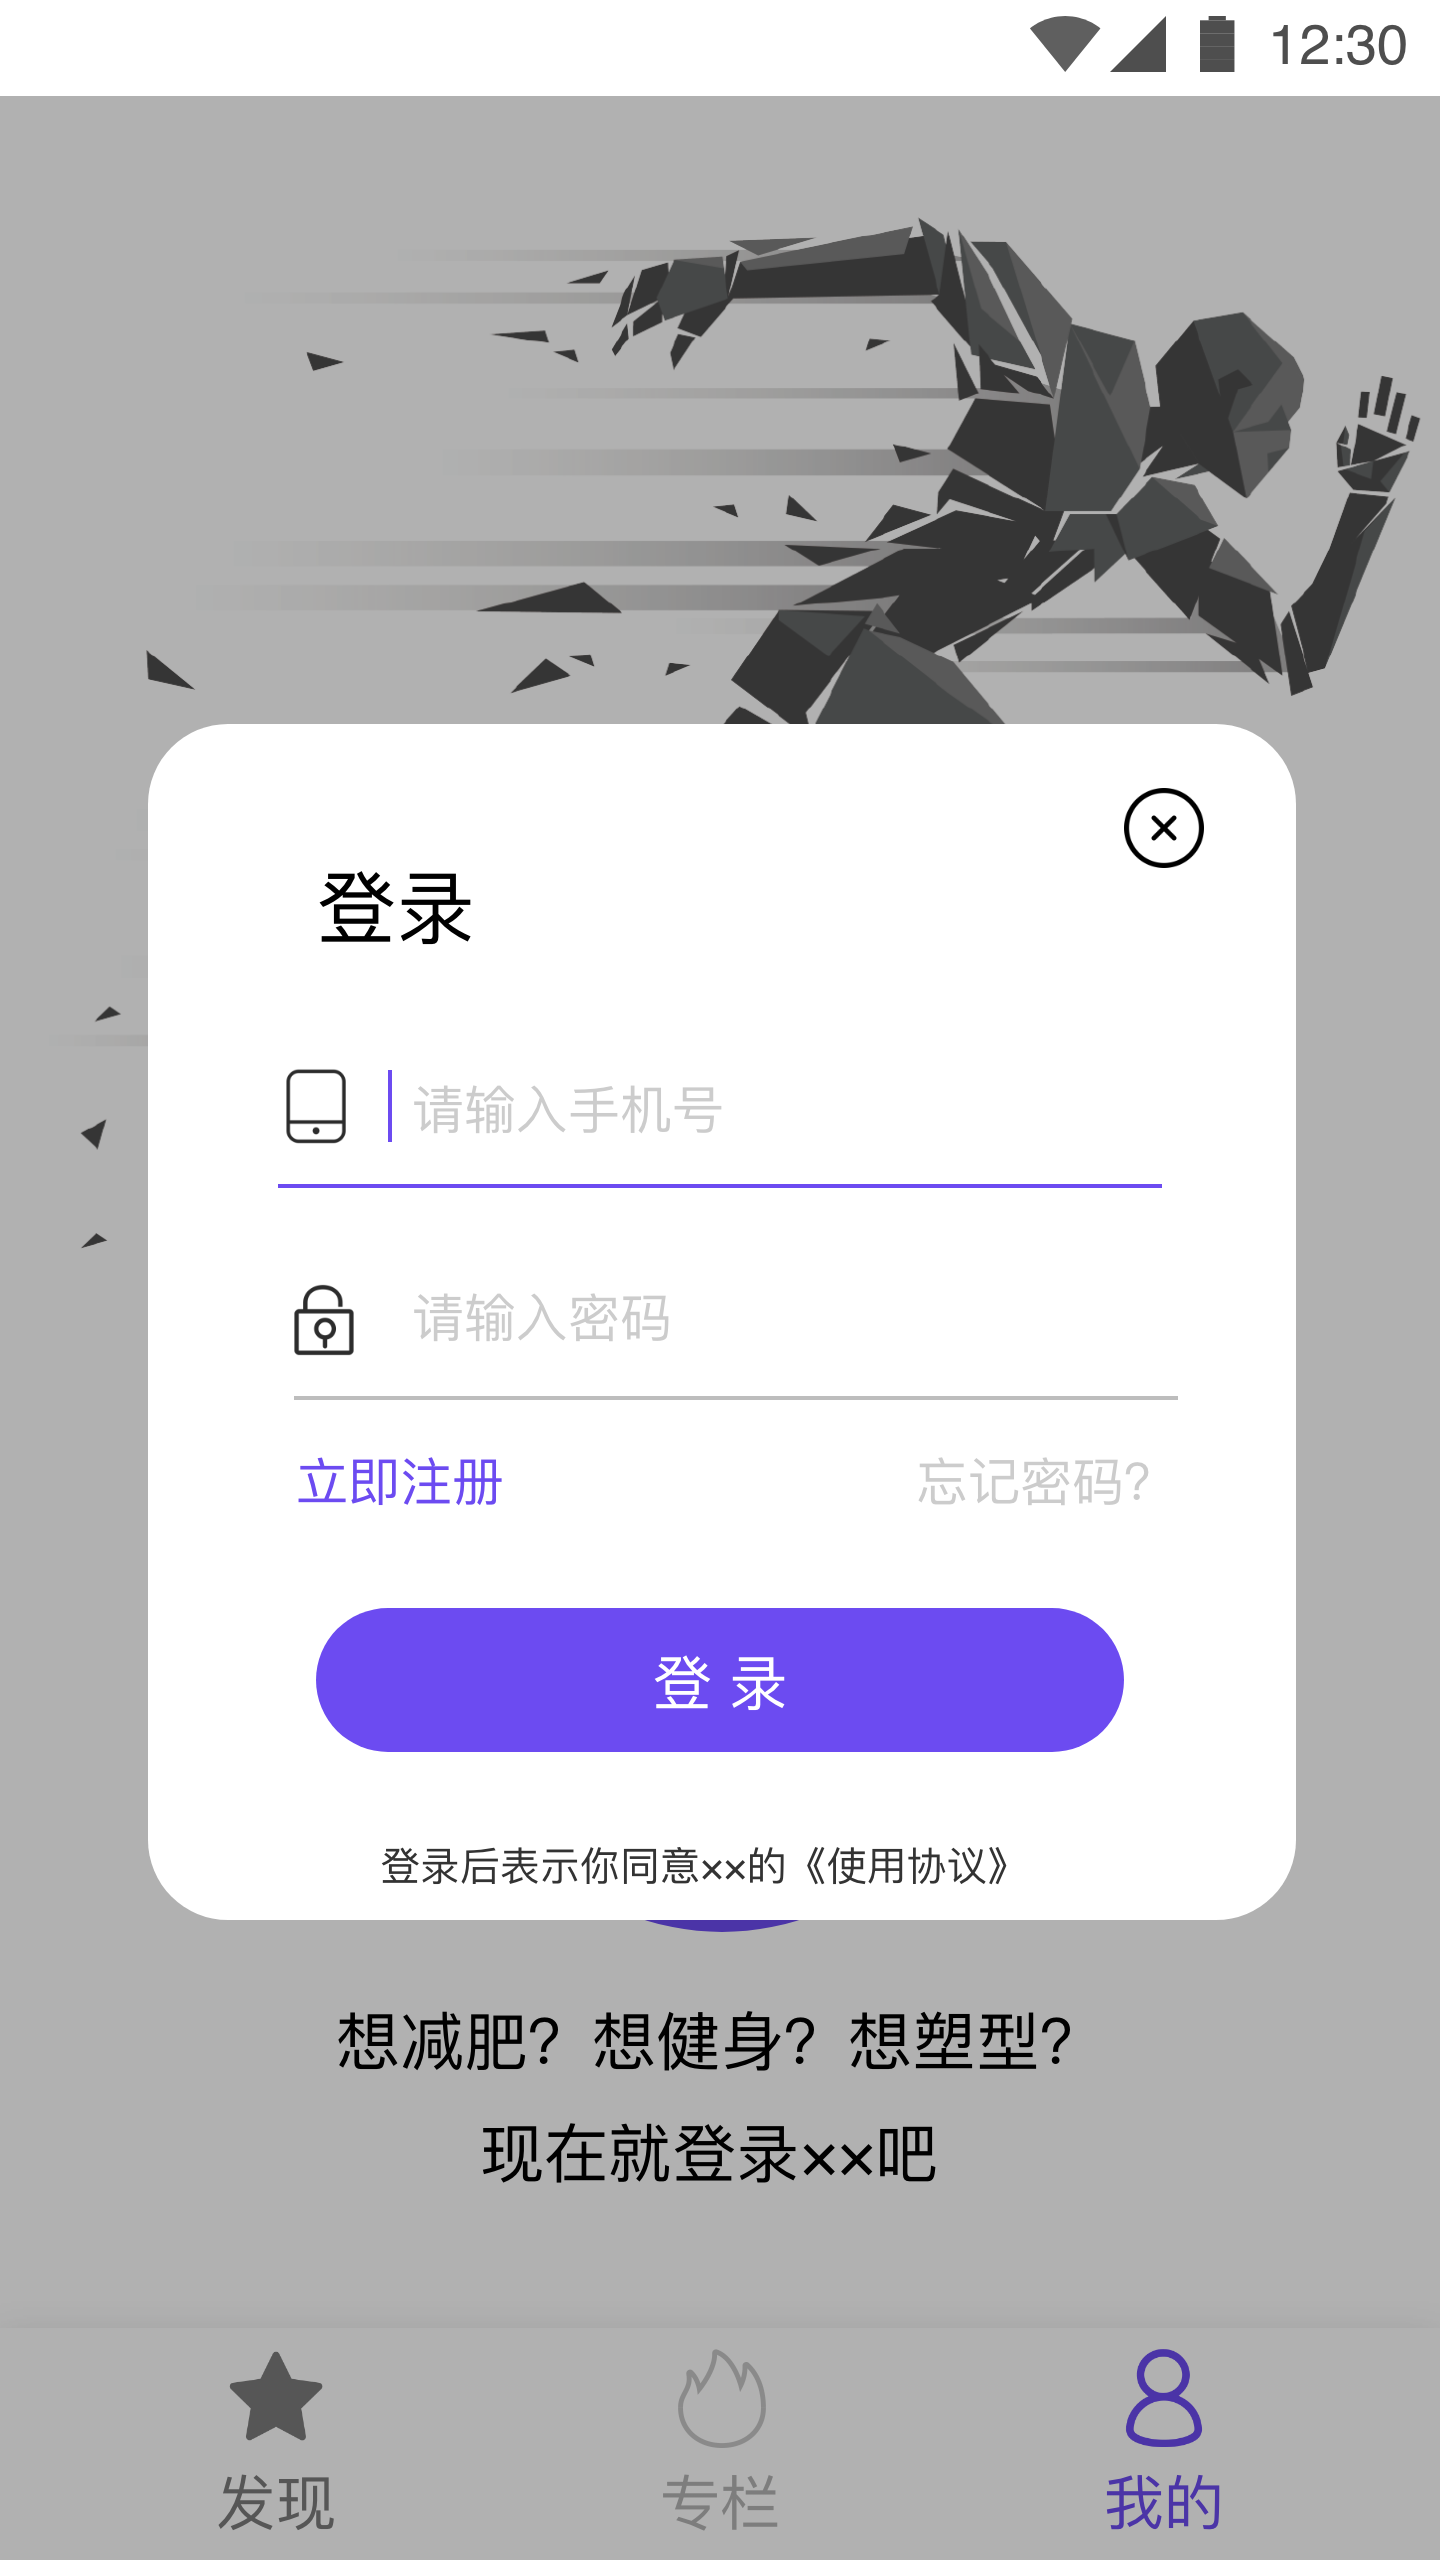 12:30
登录
请输入手机号
请输入密码
立即注册 忘记密码?
登 录
登录后表示你同意××的《使用协议》
想减肥? 想健身? 想塑型?
现在就登录××吧
发现 专栏 我的